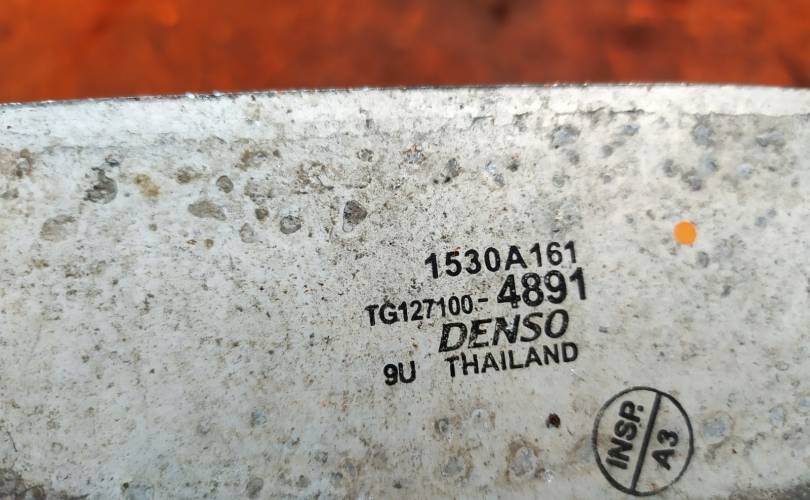 1530A161
TG127100-4891
DENSO
9U THAILAND
INSP.
A3